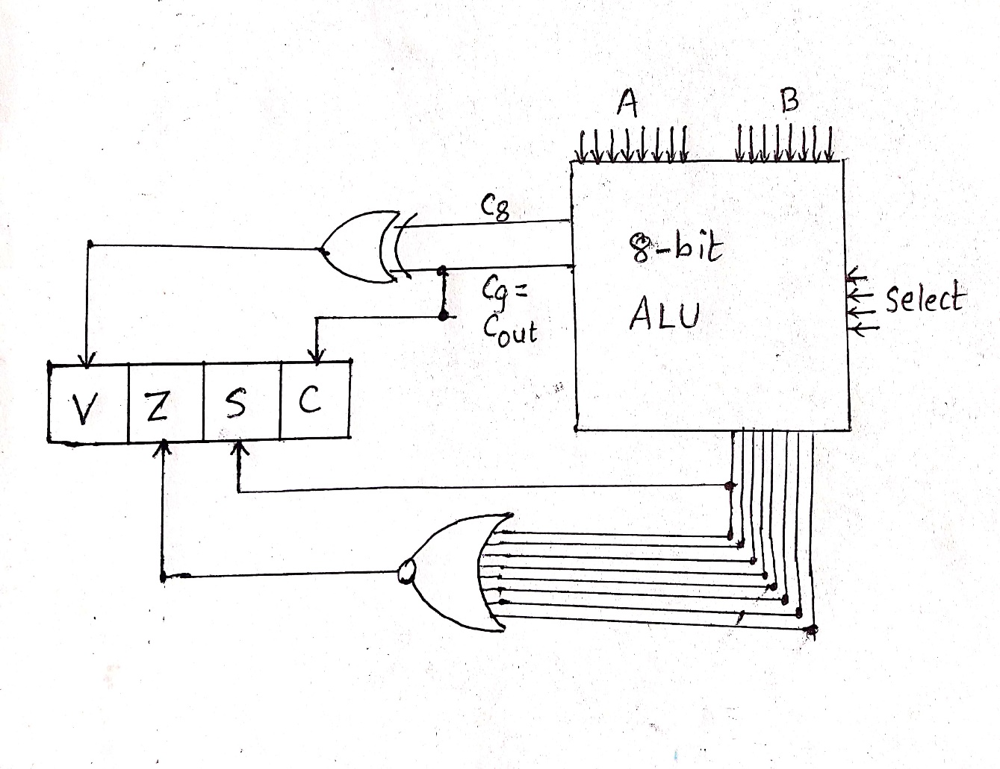 A B
C8
8-bit
ALU
C9 =
Cout
Select
V Z S C